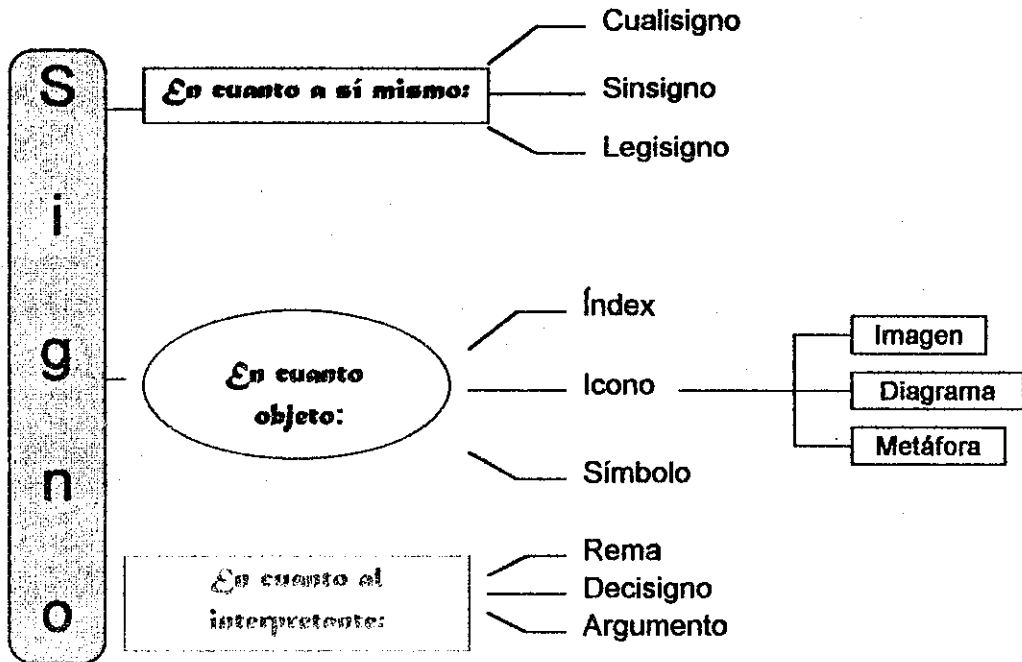 Signo
En cuanto a sí mismo:
Cualisigno
Sinsigno
Legisigno
En cuanto
objeto:
Índex
Icono
Símbolo
Imagen
Diagrama
Metáfora
En cuanto al
interpretante:
Rema
Decisigno
Argumento